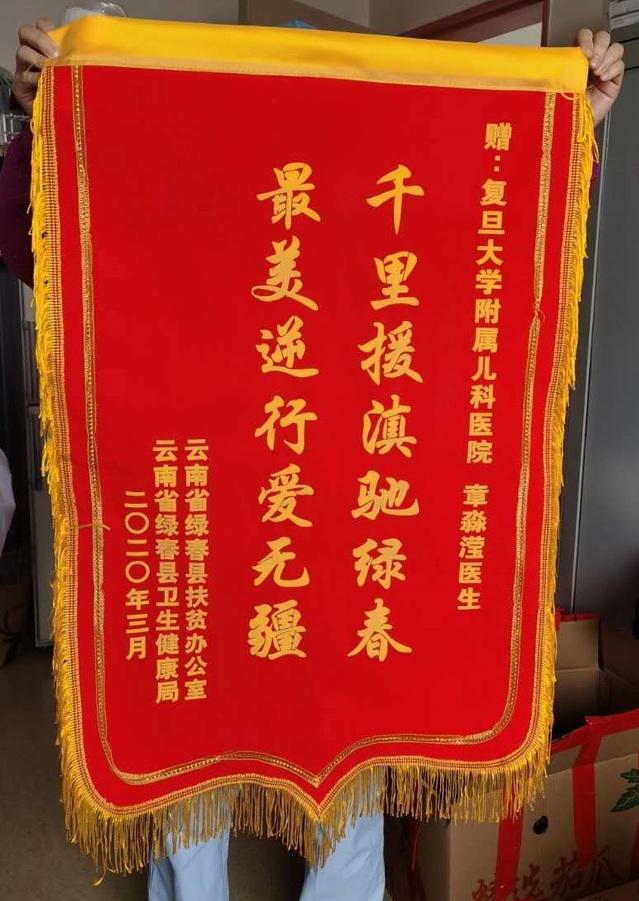 赠：复旦大学附属儿科医院 章淼滢医生
千里援滇驰绿春
最美逆行爱无疆
云南省绿春县扶贫办公室
云南省绿春县卫生健康局
二〇二〇年三月